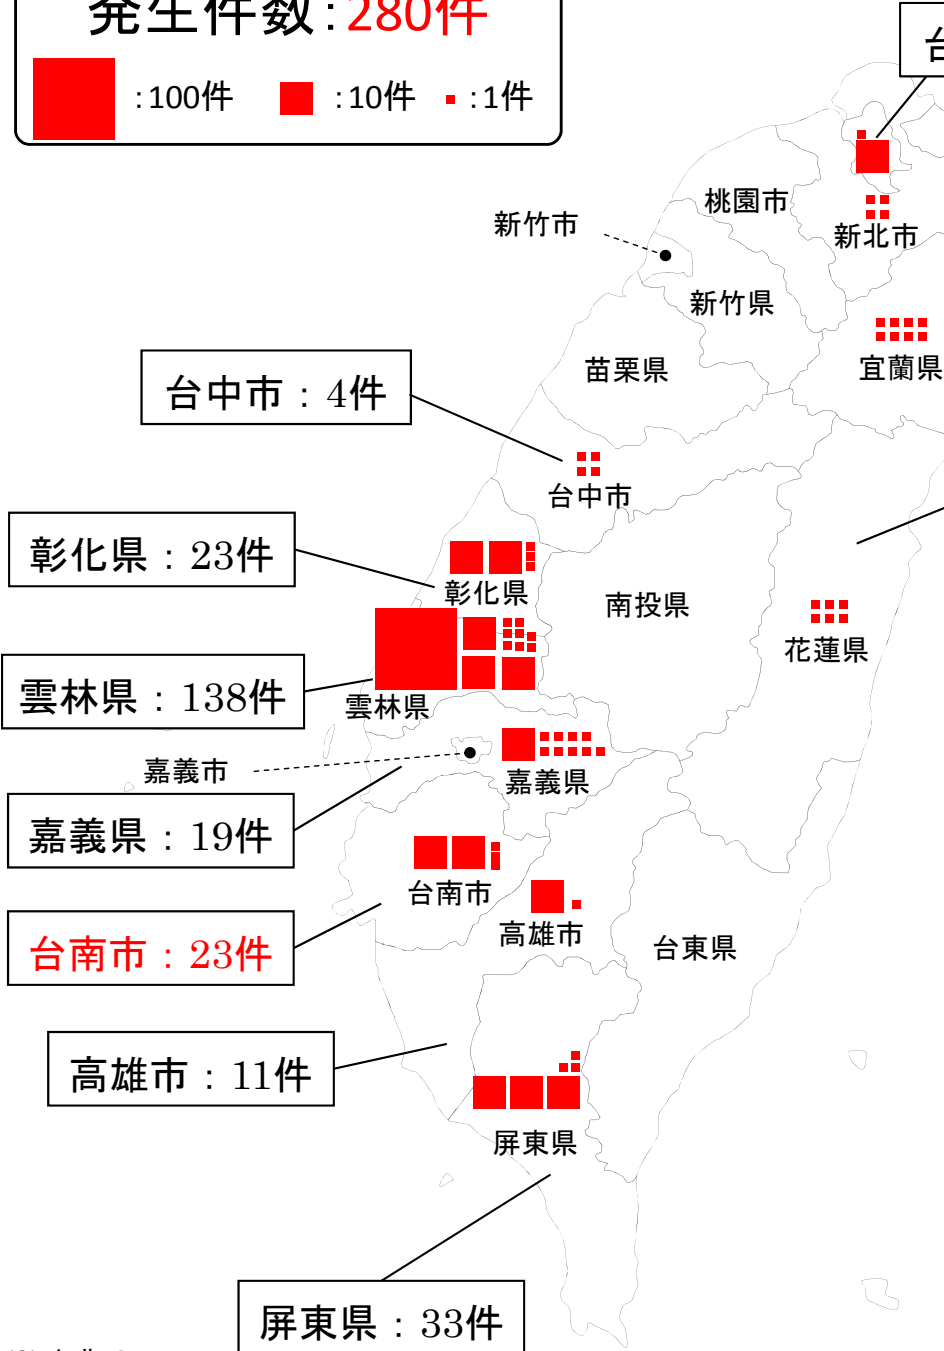 発生件数:280件
:100件 :10件 :1件
台
桃園市
新竹市
新北市
新竹県
苗栗県
宜蘭県
台中市：4件
台中市
彰化県：23件
彰化県
南投県
花蓮県
雲林県：138件
雲林県
嘉義市
嘉義県
嘉義県：19件
台南市
台南市：23件
高雄市
台東県
高雄市：11件
屏東県
屏東県：33件